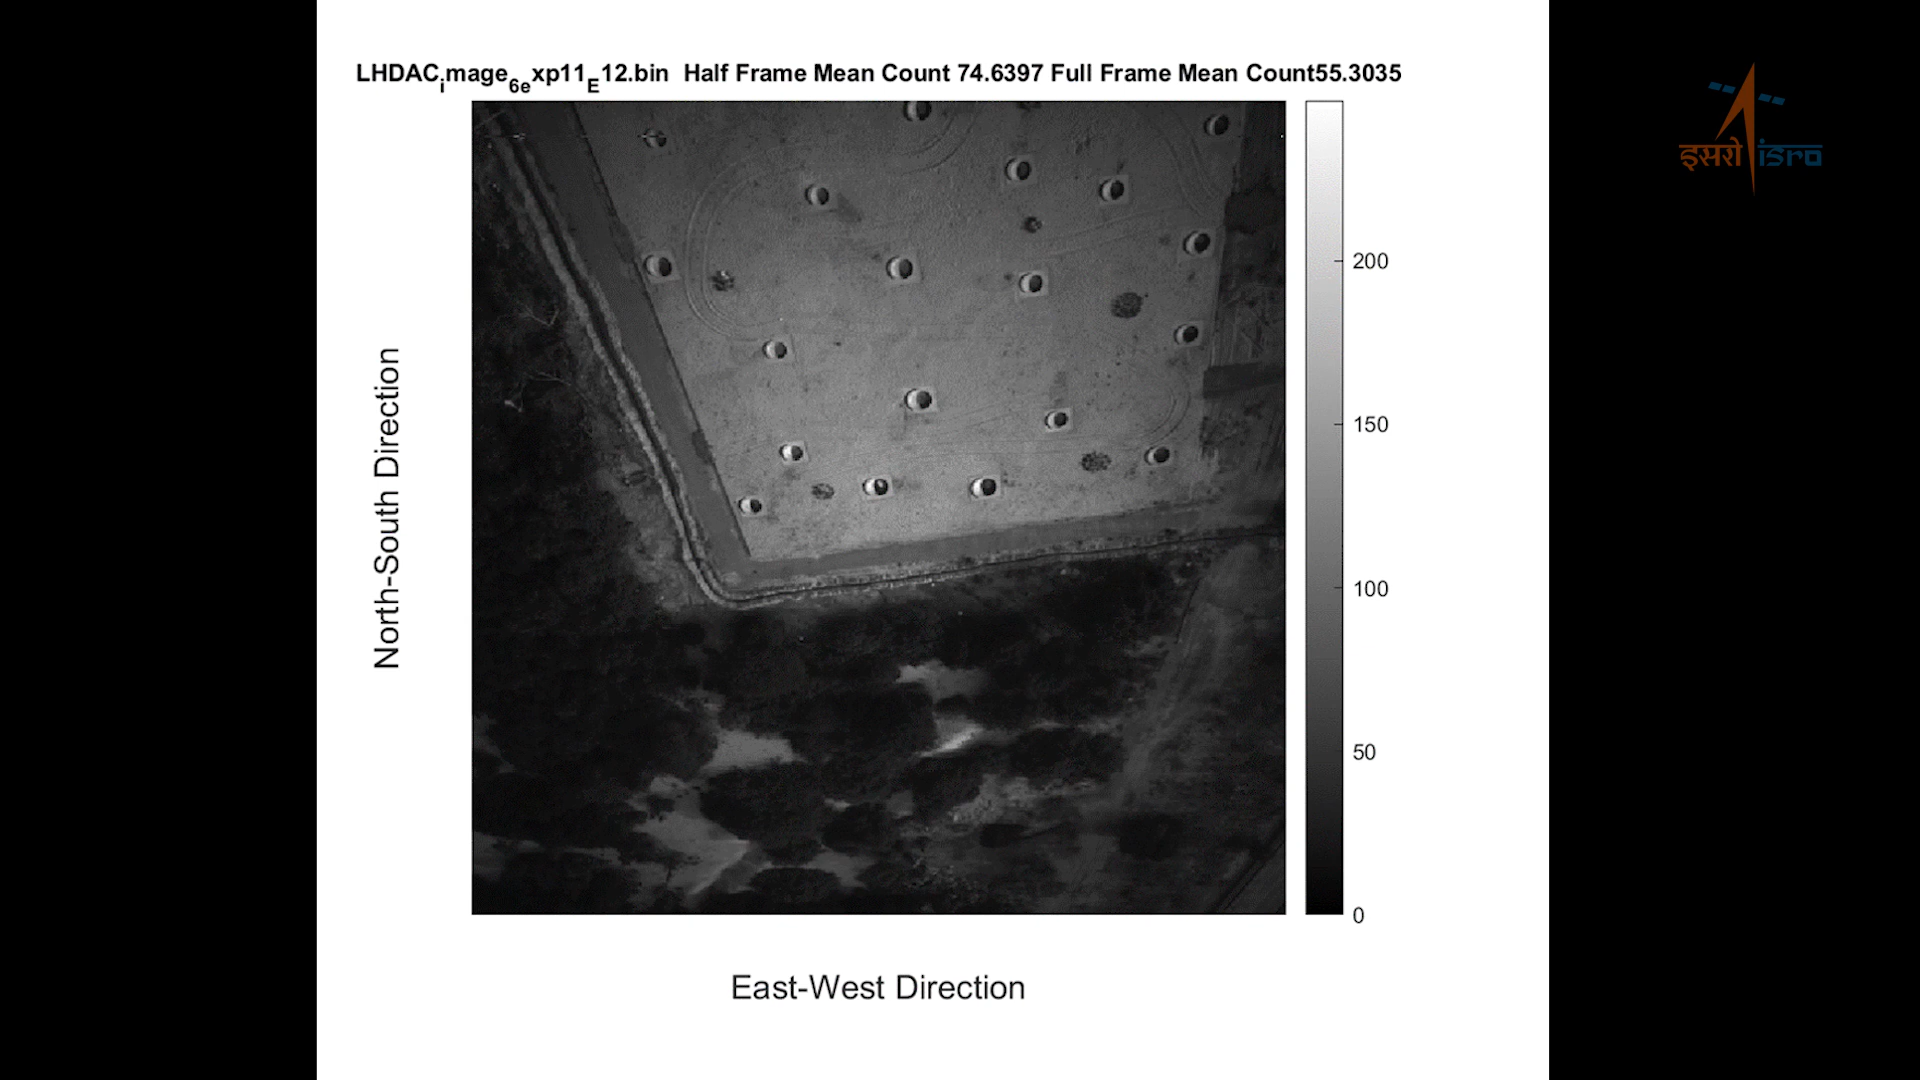 LHDACimage6exp11E12.bin Half Frame Mean Count 74.6397 Full Frame Mean Count55.3035
इसरो isro
North-South Direction
200
150
100
50
0
East-West Direction